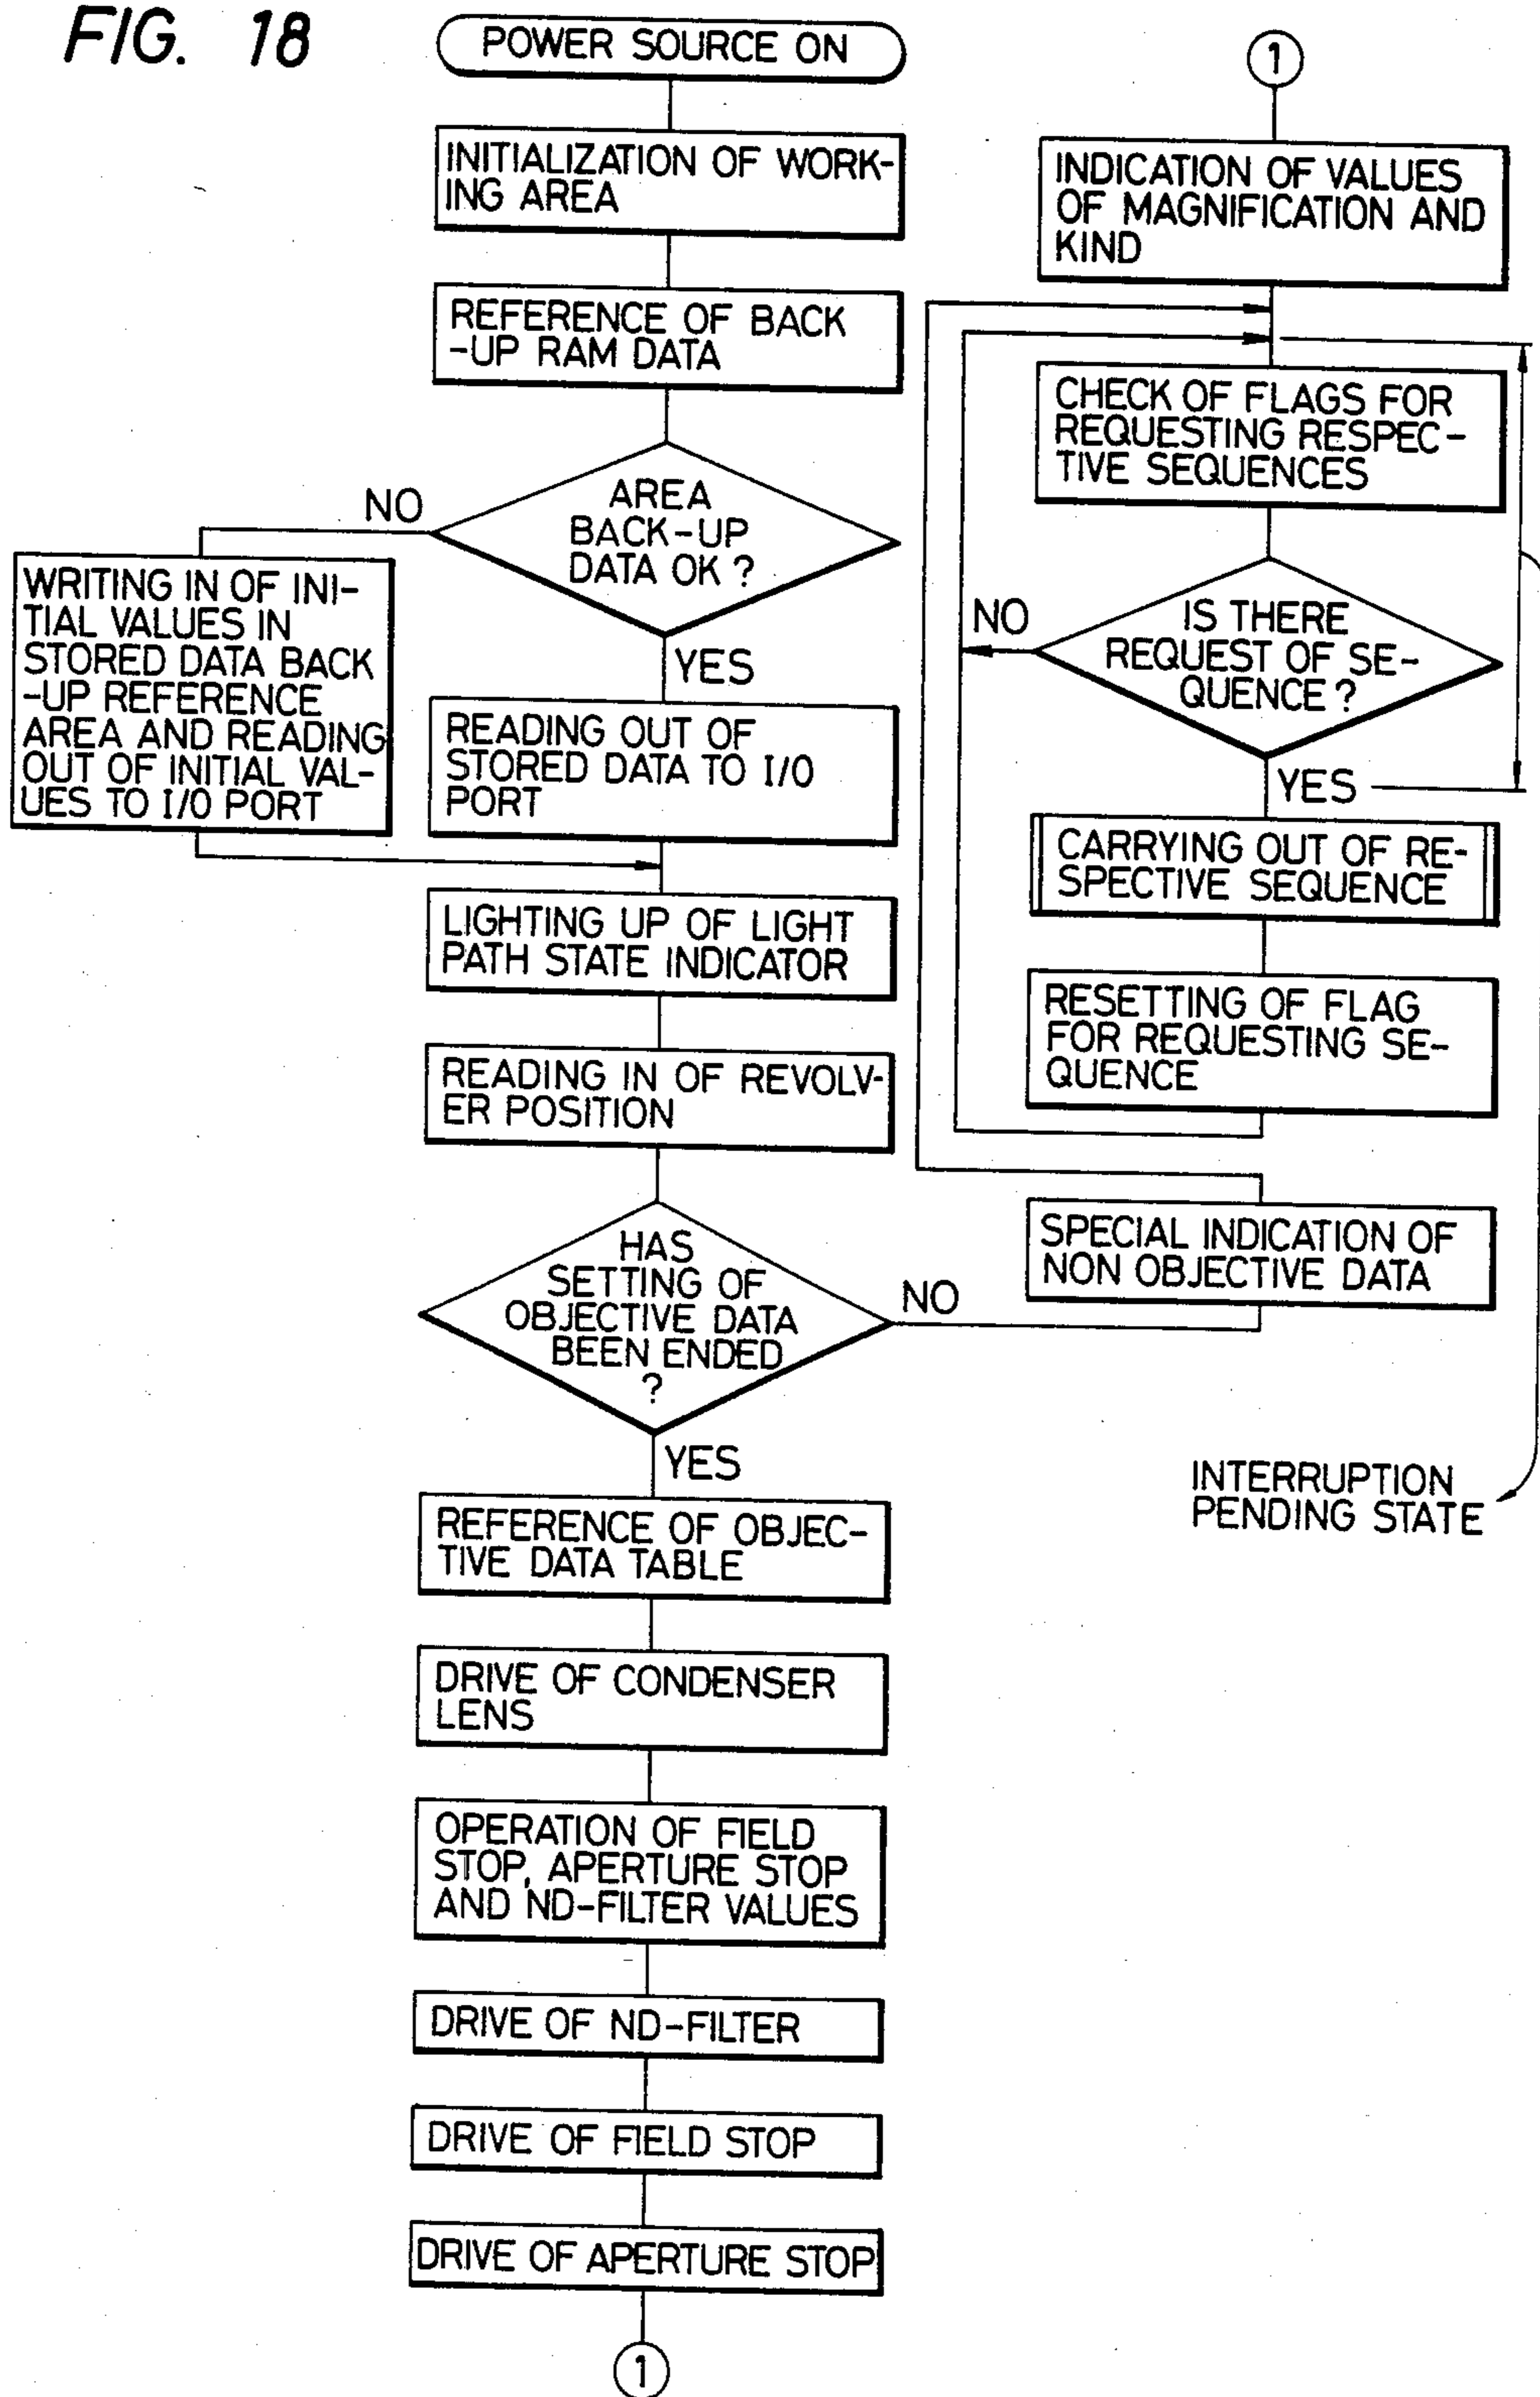 FIG. 18
POWER SOURCE ON
INITIALIZATION OF WORK-
ING AREA
REFERENCE OF BACK
-UP RAM DATA
AREA
BACK-UP
DATA OK ?
NO
YES
WRITING IN OF INI-
TIAL VALUES IN
STORED DATA BACK
-UP REFERENCE
AREA AND READING
OUT OF INITIAL VAL-
UES TO I/O PORT
READING OUT OF
STORED DATA TO I/O
PORT
LIGHTING UP OF LIGHT
PATH STATE INDICATOR
READING IN OF REVOLV-
ER POSITION
HAS
SETTING OF
OBJECTIVE DATA
BEEN ENDED
?
NO
YES
REFERENCE OF OBJEC-
TIVE DATA TABLE
DRIVE OF CONDENSER
LENS
OPERATION OF FIELD
STOP, APERTURE STOP
AND ND-FILTER VALUES
DRIVE OF ND-FILTER
DRIVE OF FIELD STOP
DRIVE OF APERTURE STOP
1
1
INDICATION OF VALUES
OF MAGNIFICATION AND
KIND
CHECK OF FLAGS FOR
REQUESTING RESPEC-
TIVE SEQUENCES
IS THERE
REQUEST OF SE-
QUENCE ?
NO
YES
CARRYING OUT OF RE-
SPECTIVE SEQUENCE
RESETTING OF FLAG
FOR REQUESTING SE-
QUENCE
SPECIAL INDICATION OF
NON OBJECTIVE DATA
INTERRUPTION
PENDING STATE